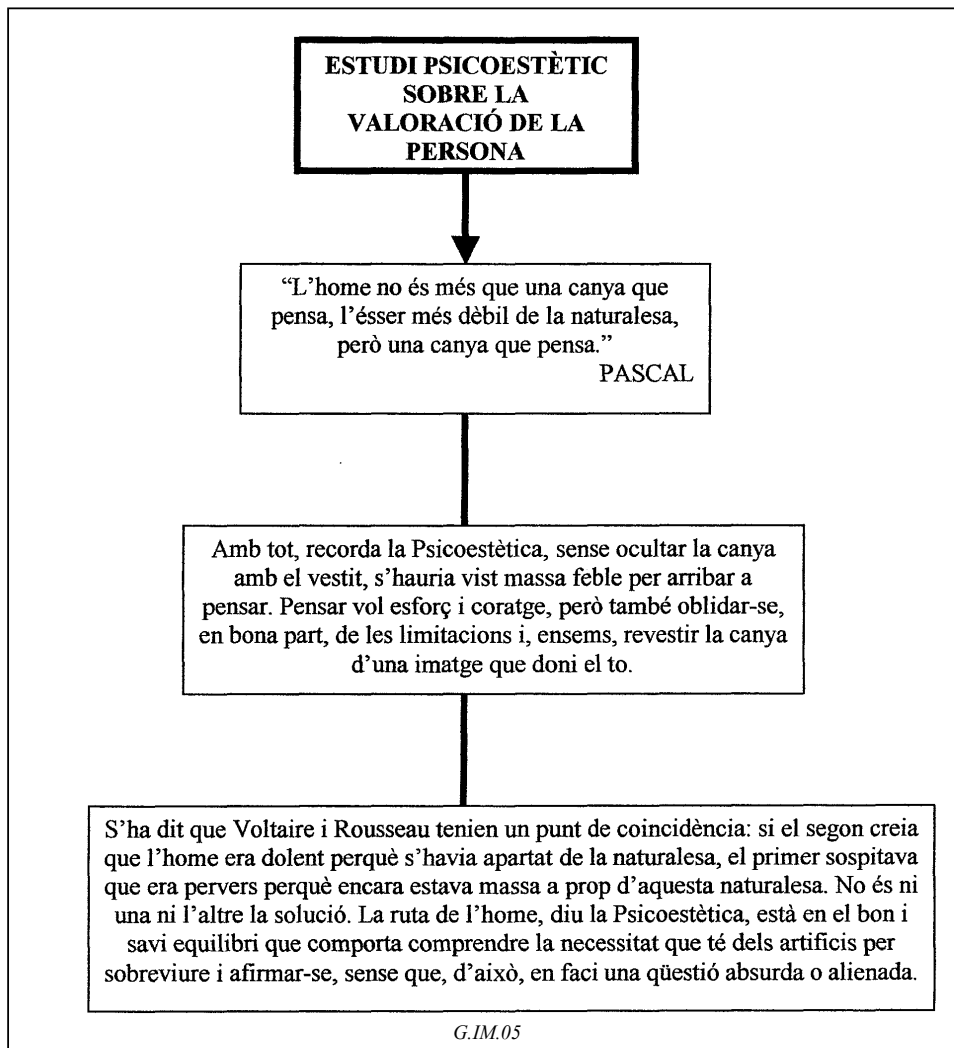 ESTUDI PSICOESTÈTIC
SOBRE LA
VALORACIÓ DE LA
PERSONA
“L’home no és més que una canya que
pensa, l’ésser més dèbil de la naturalesa,
però una canya que pensa.”
PASCAL
Amb tot, recorda la Psicoestètica, sense ocultar la canya
amb el vestit, s’hauria vist massa feble per arribar a
pensar. Pensar vol esforç i coratge, però també oblidar-se,
en bona part, de les limitacions i, ensems, revestir la canya
d’una imatge que doni el to.
S’ha dit que Voltaire i Rousseau tenien un punt de coincidència: si el segon creia
que l’home era dolent perquè s’havia apartat de la naturalesa, el primer sospitava
que era pervers perquè encara estava massa a prop d’aquesta naturalesa. No és ni
una ni l’altre la solució. La ruta de l’home, diu la Psicoestètica, està en el bon i
savi equilibri que comporta comprendre la necessitat que té dels artificis per
sobreviure i afirmar-se, sense que, d’això, en faci una qüestió absurda o alienada.
G.IM.05